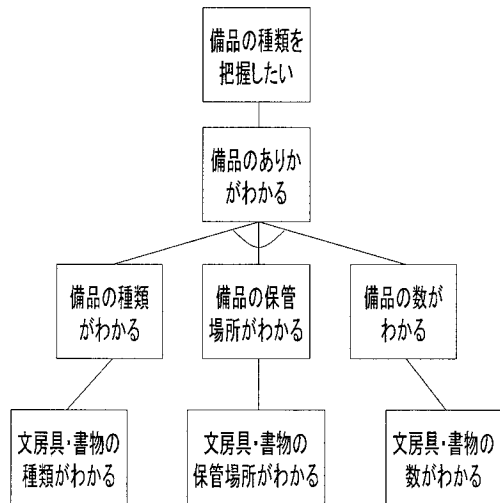 備品の種類を
把握したい
備品のありか
がわかる
備品の種類
がわかる
備品の保管
場所がわかる
備品の数が
わかる
文房具・書物の
種類がわかる
文房具・書物の
保管場所がわかる
文房具・書物の
数がわかる